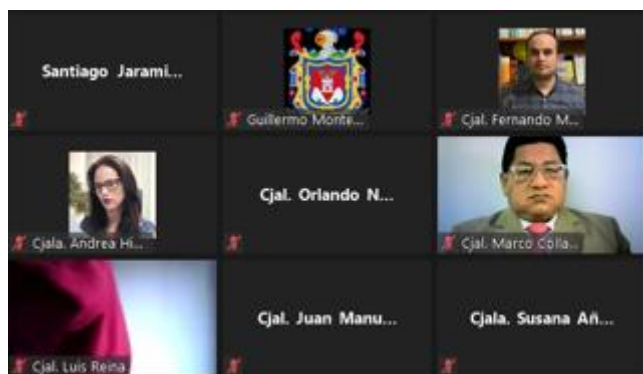 Santiago Jarami...
Guillermo Monte...
Cjal. Fernando M...
Cjala. Andrea Hi...
Cjal. Orlando N...
Cjal. Marco Colla...
Cjal. Luis Reina
Cjal. Juan Manu...
Cjala. Susana Añ...